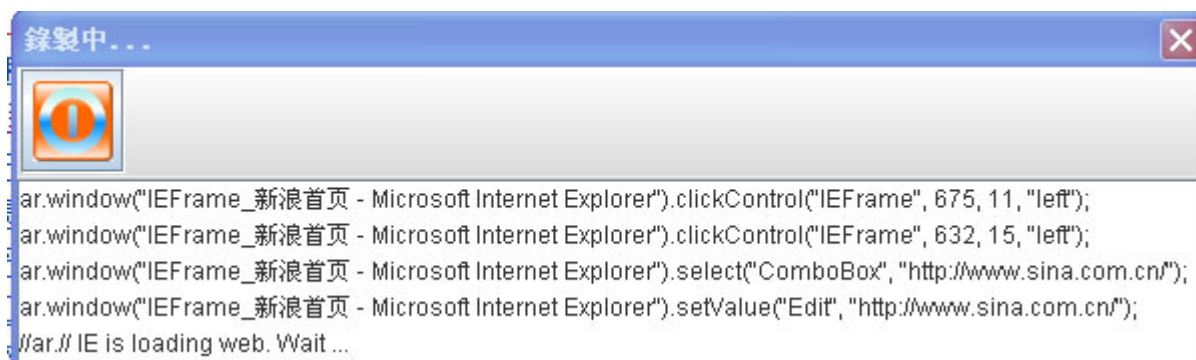 錄製中...
ar.window("IEFrame_新浪首页 - Microsoft Internet Explorer").clickControl("IEFrame", 675, 11, "left");
ar.window("IEFrame_新浪首页 - Microsoft Internet Explorer").clickControl("IEFrame", 632, 15, "left");
ar.window("IEFrame_新浪首页 - Microsoft Internet Explorer").select("ComboBox", "http://www.sina.com.cn/");
ar.window("IEFrame_新浪首页 - Microsoft Internet Explorer").setValue("Edit", "http://www.sina.com.cn/");
//ar.// IE is loading web. Wait ...